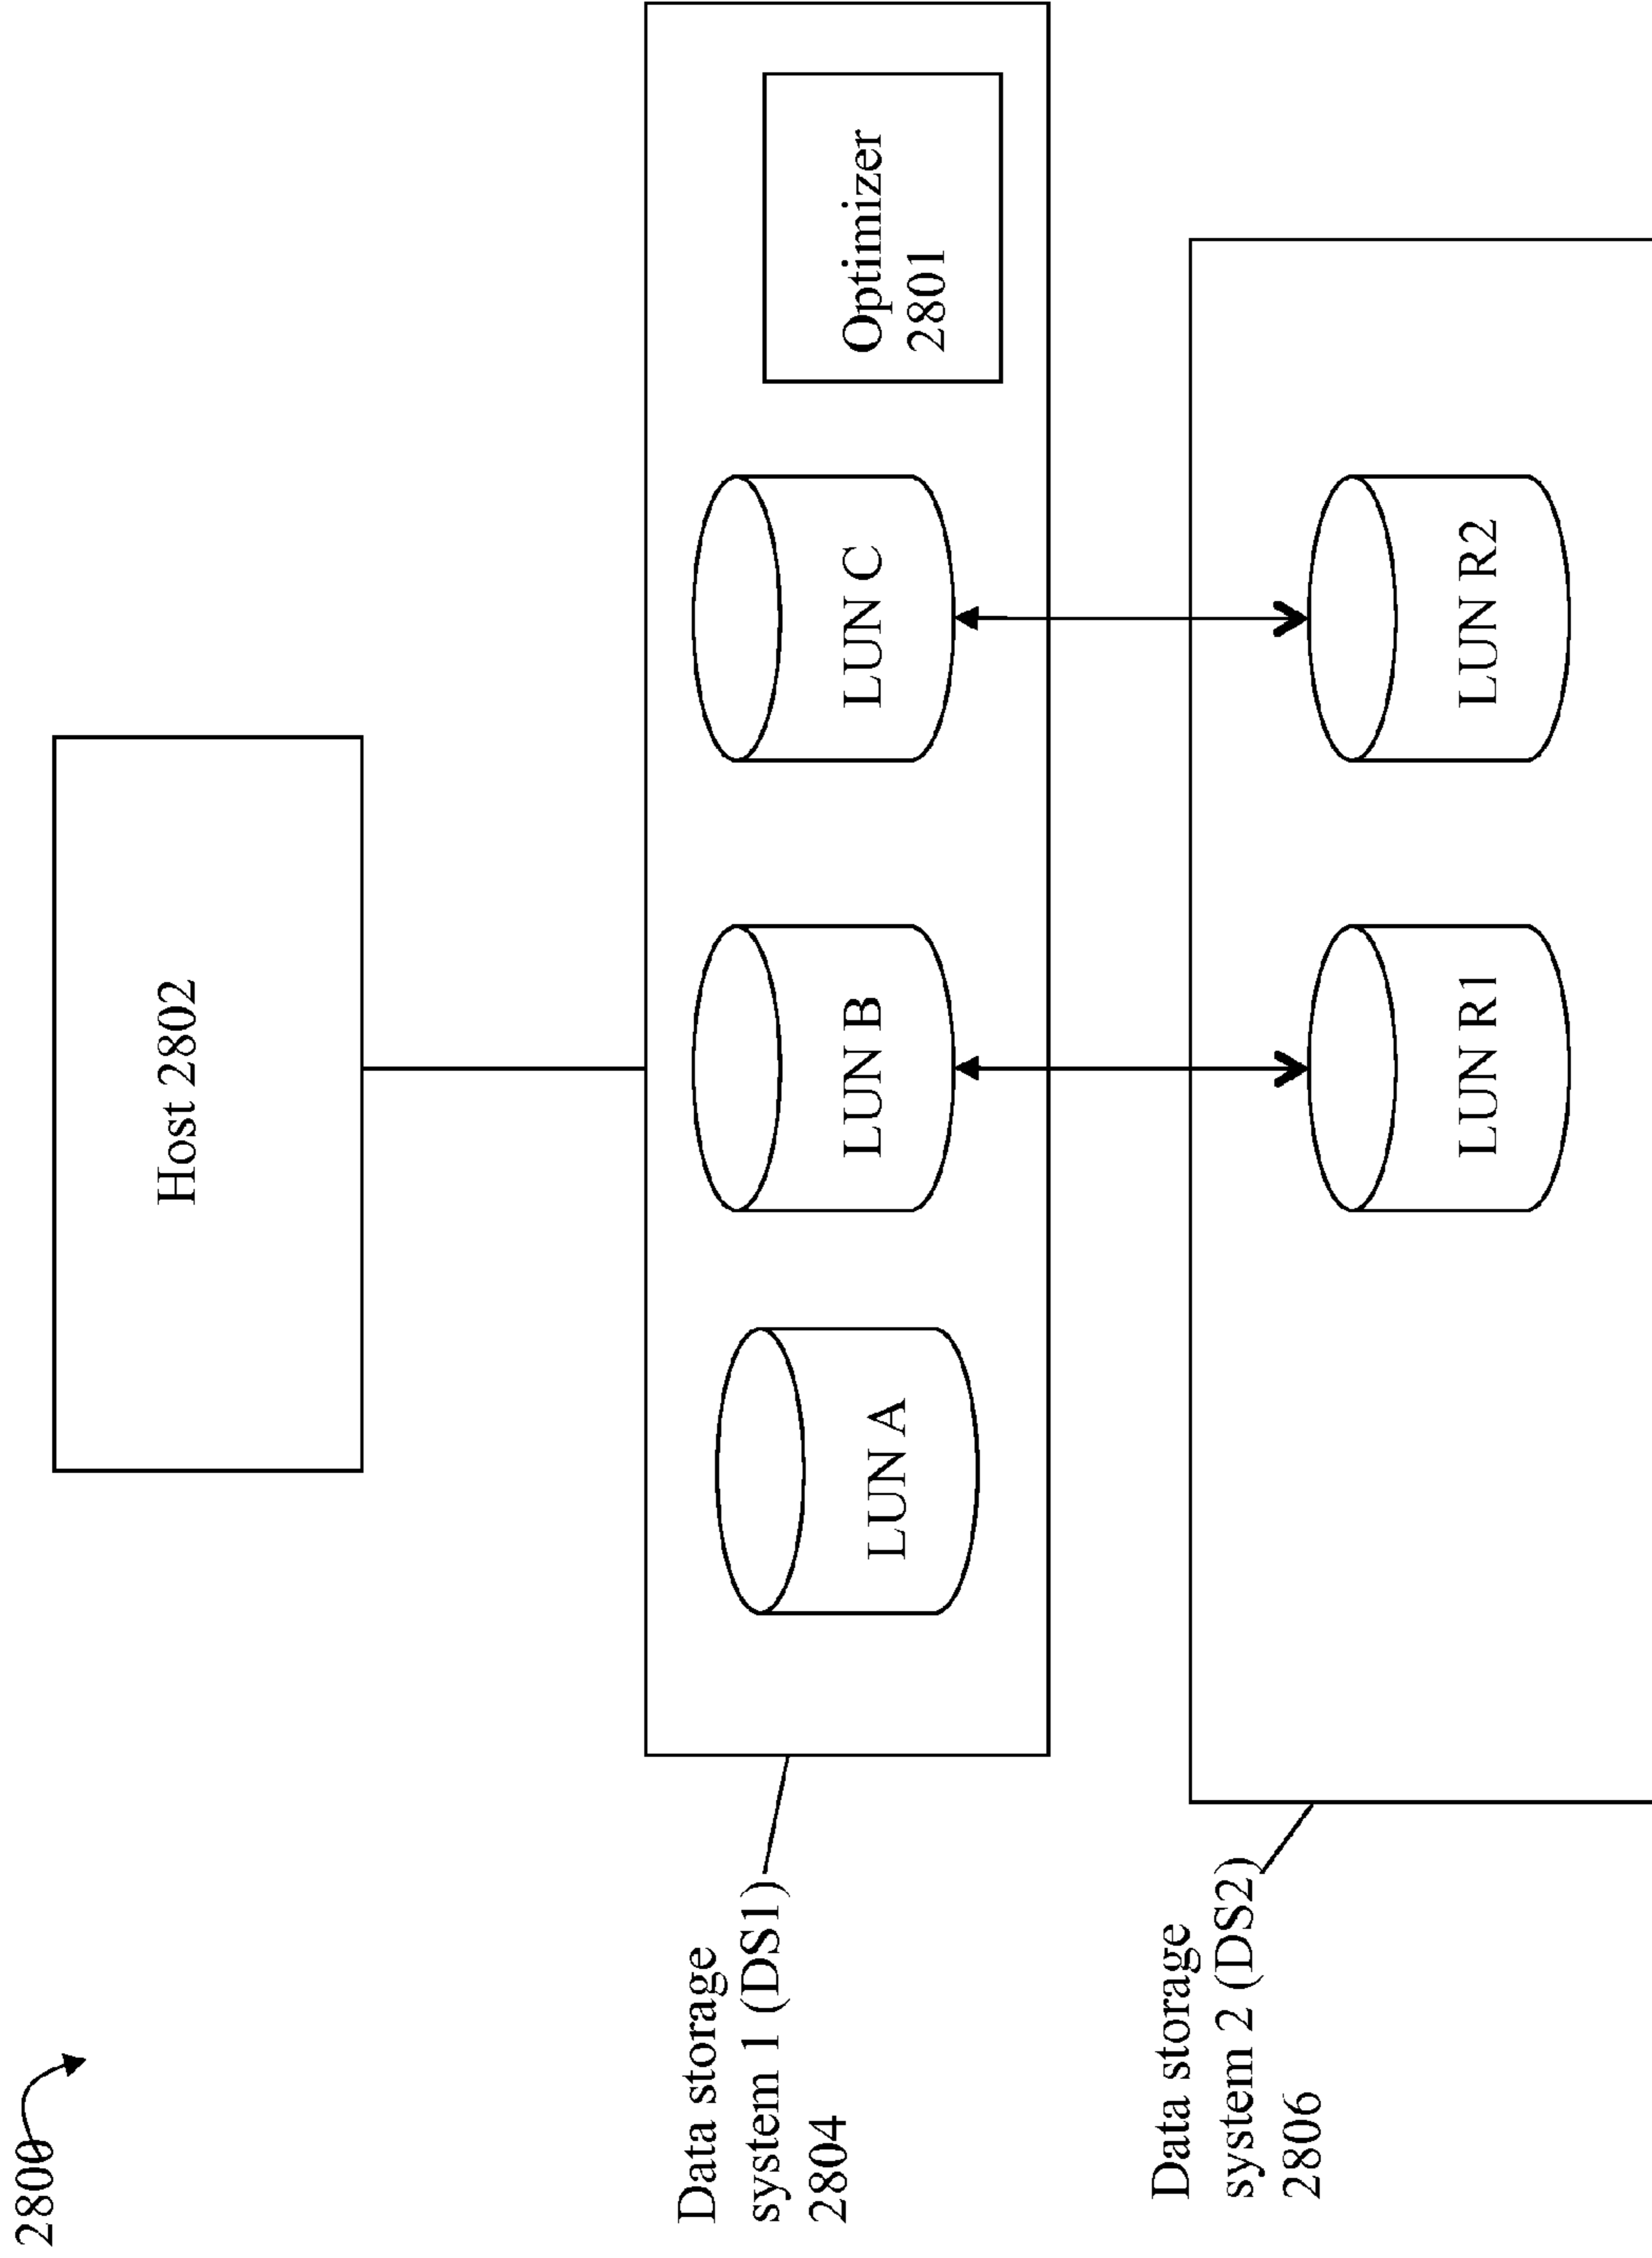 2800
Host 2802
Data storage
system 1 (DS1)
2804
LUN A
LUN B
LUN C
Optimizer
2801
Data storage
system 2 (DS2)
2806
LUN R1
LUN R2